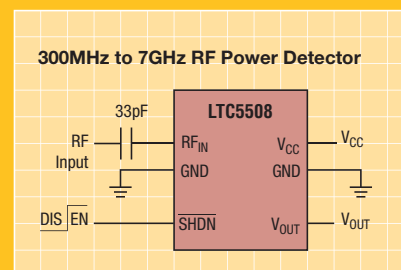 300MHz to 7GHz RF Power Detector
33pF
LTC5508
RF
Input
RFIN
VCC
VCC
GND
GND
DIS EN
SHDN
VOUT
VOUT